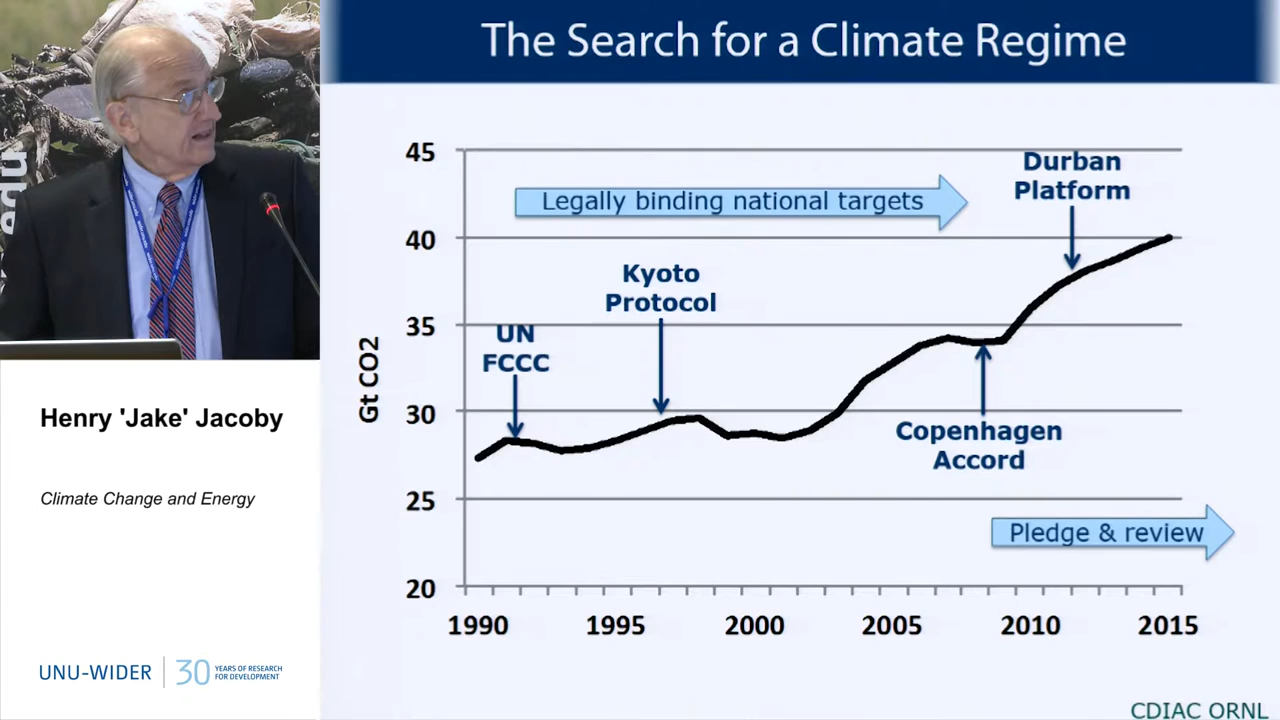 The Search for a Climate Regime
45
40
35
30
25
20
Gt CO2
Legally binding national targets
Durban
Platform
Kyoto
Protocol
UN
FCCC
Copenhagen
Accord
Pledge & review
1990 1995 2000 2005 2010 2015
CDIAC ORNL
Henry 'Jake' Jacoby
Climate Change and Energy
UNU-WIDER
30
YEARS OF RESEARCH
FOR DEVELOPMENT